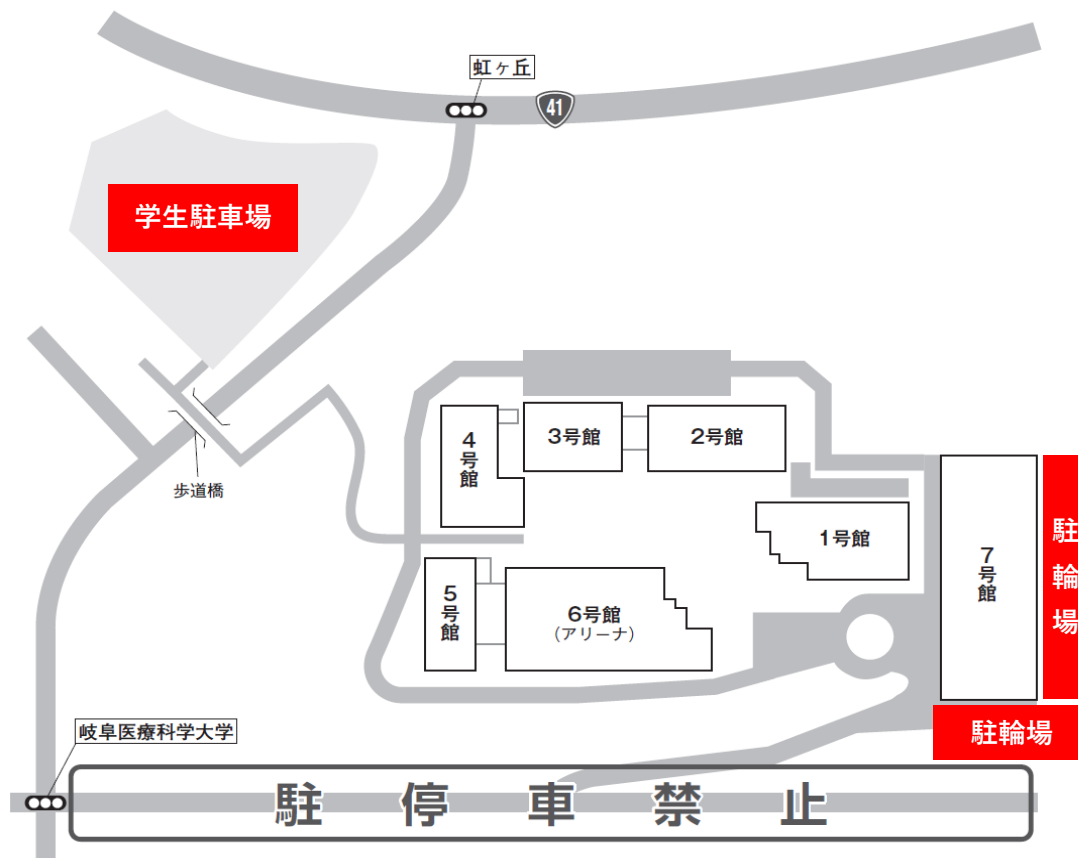 虹ヶ丘
41
学生駐車場
歩道橋
4号館
3号館
2号館
1号館
7号館
駐輪場
5号館
6号館
(アリーナ)
駐輪場
岐阜医療科学大学
駐停車禁止